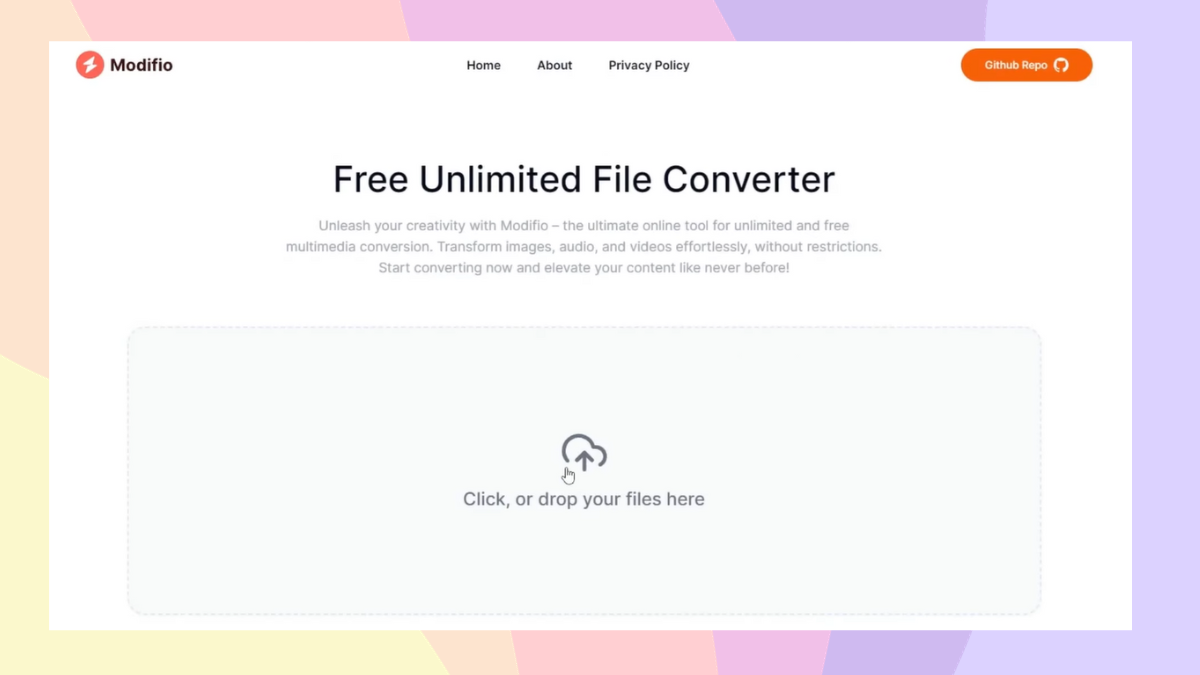 Modifio
Home
About
Privacy Policy
Github Repo
Free Unlimited File Converter
Unleash your creativity with Modifio – the ultimate online tool for unlimited and free
multimedia conversion. Transform images, audio, and videos effortlessly, without restrictions.
Start converting now and elevate your content like never before!
Click, or drop your files here